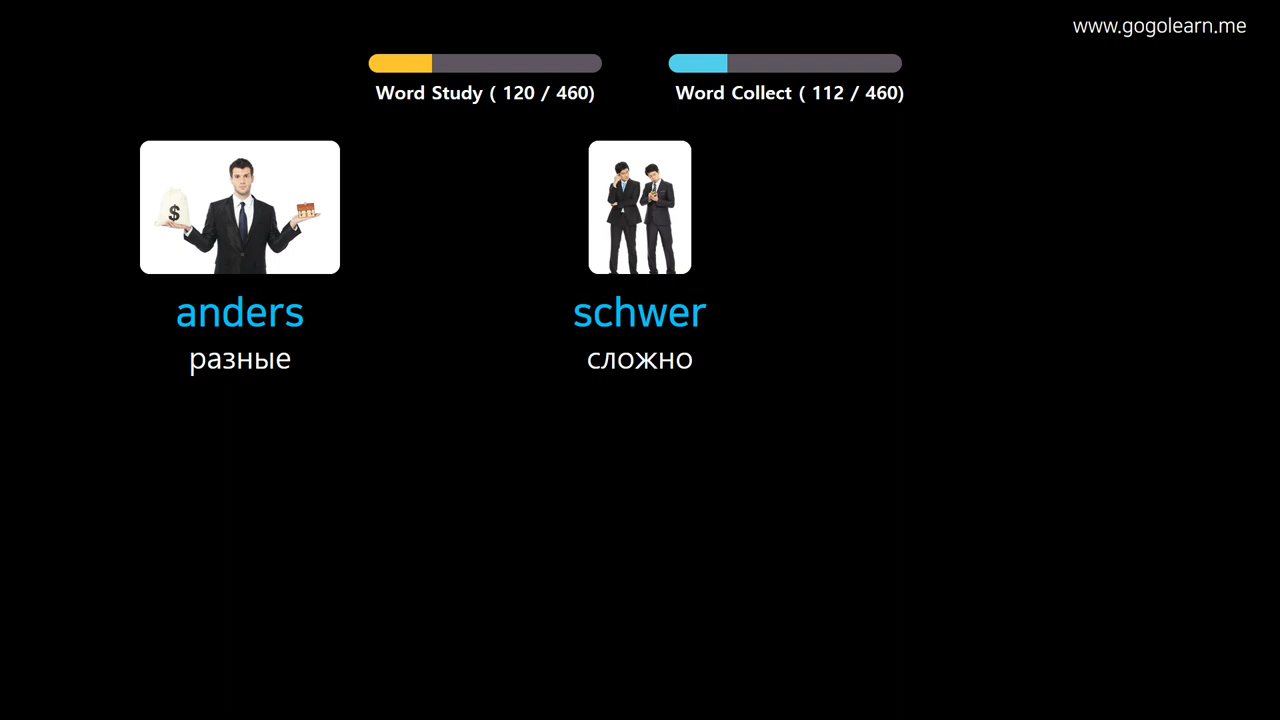 www.gogolearn.me
Word Study ( 120 / 460)
Word Collect ( 112 / 460)
$
anders
schwer
разные
сложно